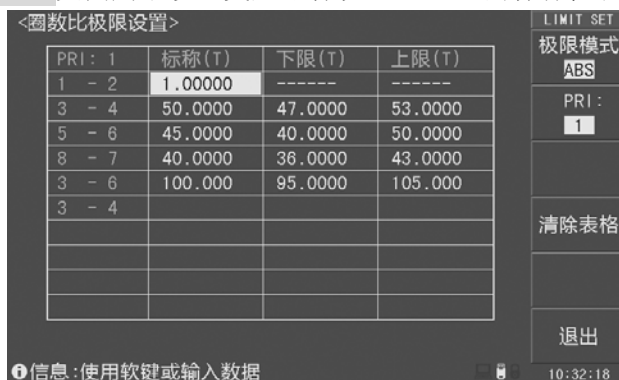 <圈数比极限设置>
LIMIT SET
极限模式
ABS
PRI:
1
清除表格
退出
PRI: 1 标称(T) 下限(T) 上限(T)
1 - 2 1.00000 ------ ------
3 - 4 50.0000 47.0000 53.0000
5 - 6 45.0000 40.0000 50.0000
8 - 7 40.0000 36.0000 43.0000
3 - 6 100.000 95.0000 105.000
3 - 4
信息:使用软键或输入数据
10:32:18